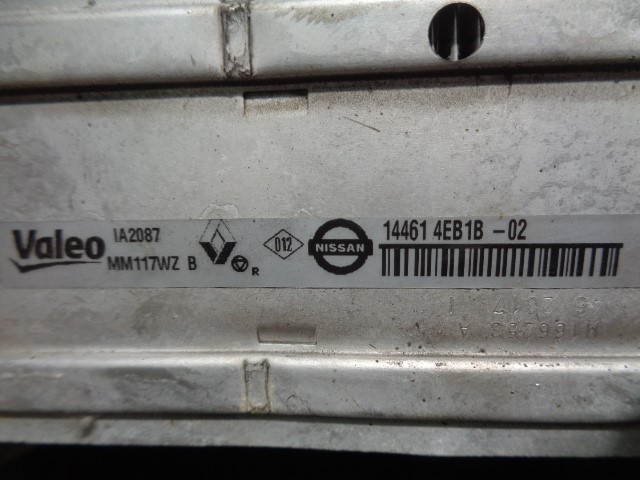 Valeo
IA2087
MM117WZ B
R
012
NISSAN
14461 4EB1B -02